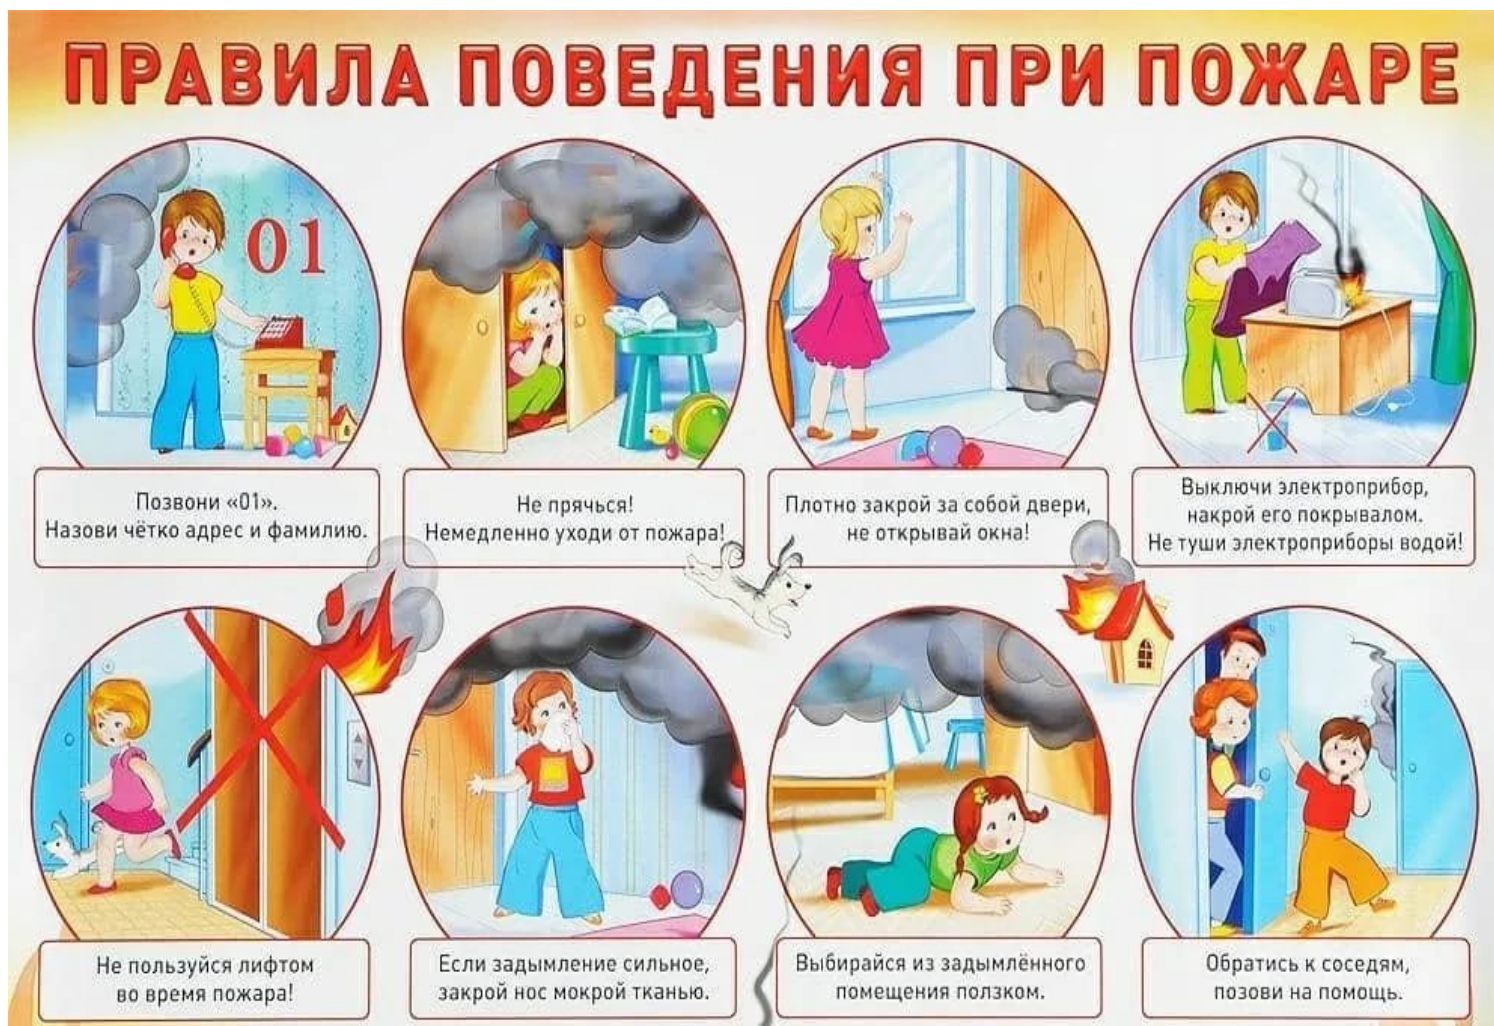 ПРАВИЛА ПОВЕДЕНИЯ ПРИ ПОЖАРЕ
01
Позвони «01».
Назови чётко адрес и фамилию.
Не прячься!
Немедленно уходи от пожара!
Плотно закрой за собой двери,
не открывай окна!
Выключи электроприбор,
накрой его покрывалом.
Не туши электроприборы водой!
Не пользуйся лифтом
во время пожара!
Если задымление сильное,
закрой нос мокрой тканью.
Выбирайся из задымлённого
помещения ползком.
Обратись к соседям,
позови на помощь.